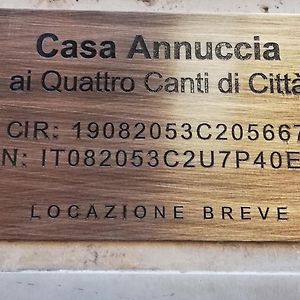 Casa Annuccia
ai Quattro Canti di Città
CIR: 19082053C205667
N: IT082053C2U7P40E
LOCAZIONE BREVE